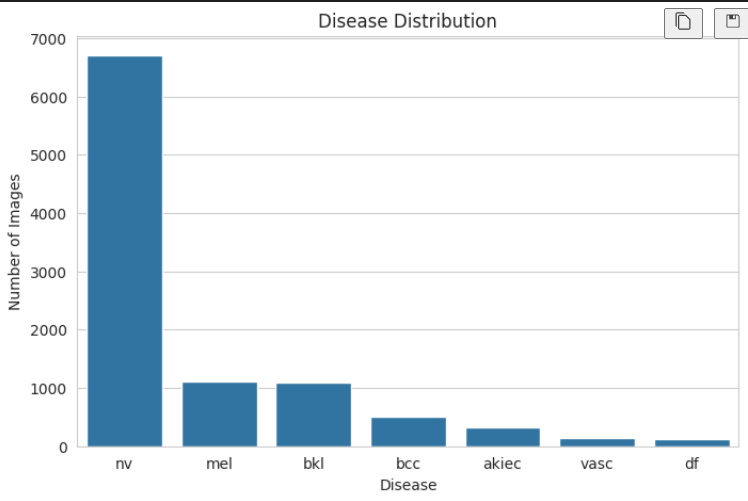 Disease Distribution
7000
6000
5000
4000
3000
2000
1000
0
Number of Images
nv mel bkl bcc akiec vasc df
Disease